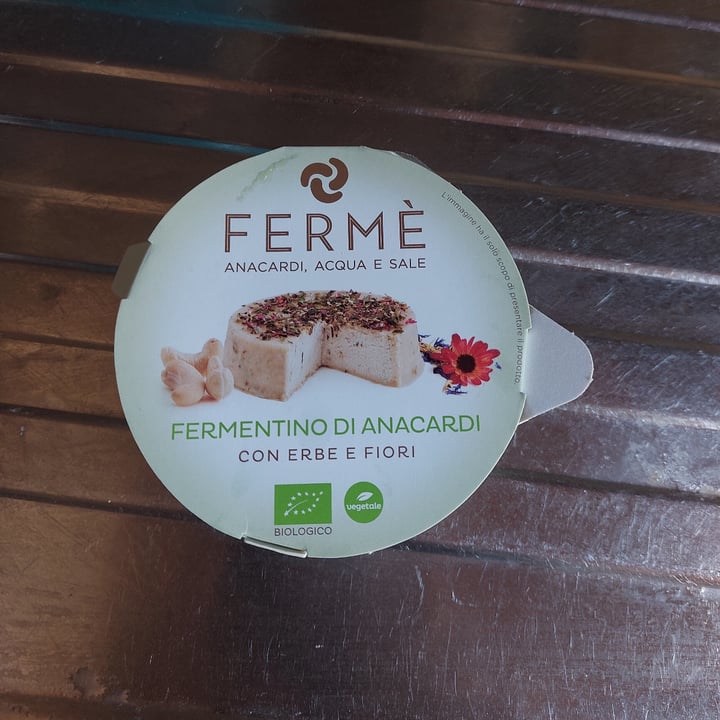 FERMÈ
ANACARDI, ACQUA E SALE
L'immagine ha il solo scopo di presentare il prodotto.
FERMENTINO DI ANACARDI
CON ERBE E FIORI
vegetale
BIOLOGICO